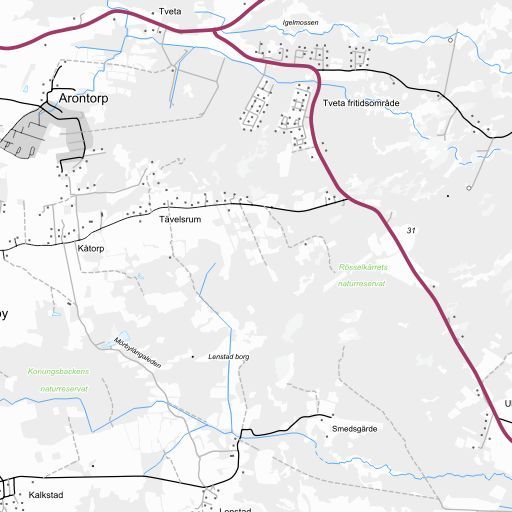 Tveta
Igelmossen
Arontorp
Tveta fritidsområde
Tävelsrum
31
Kåtorp
Rösselkärrets
naturreservat
Mörbylångaleden
Lenstad borg
Konungsbackens
naturreservat
Smedsgärde
Kalkstad
Lenstad